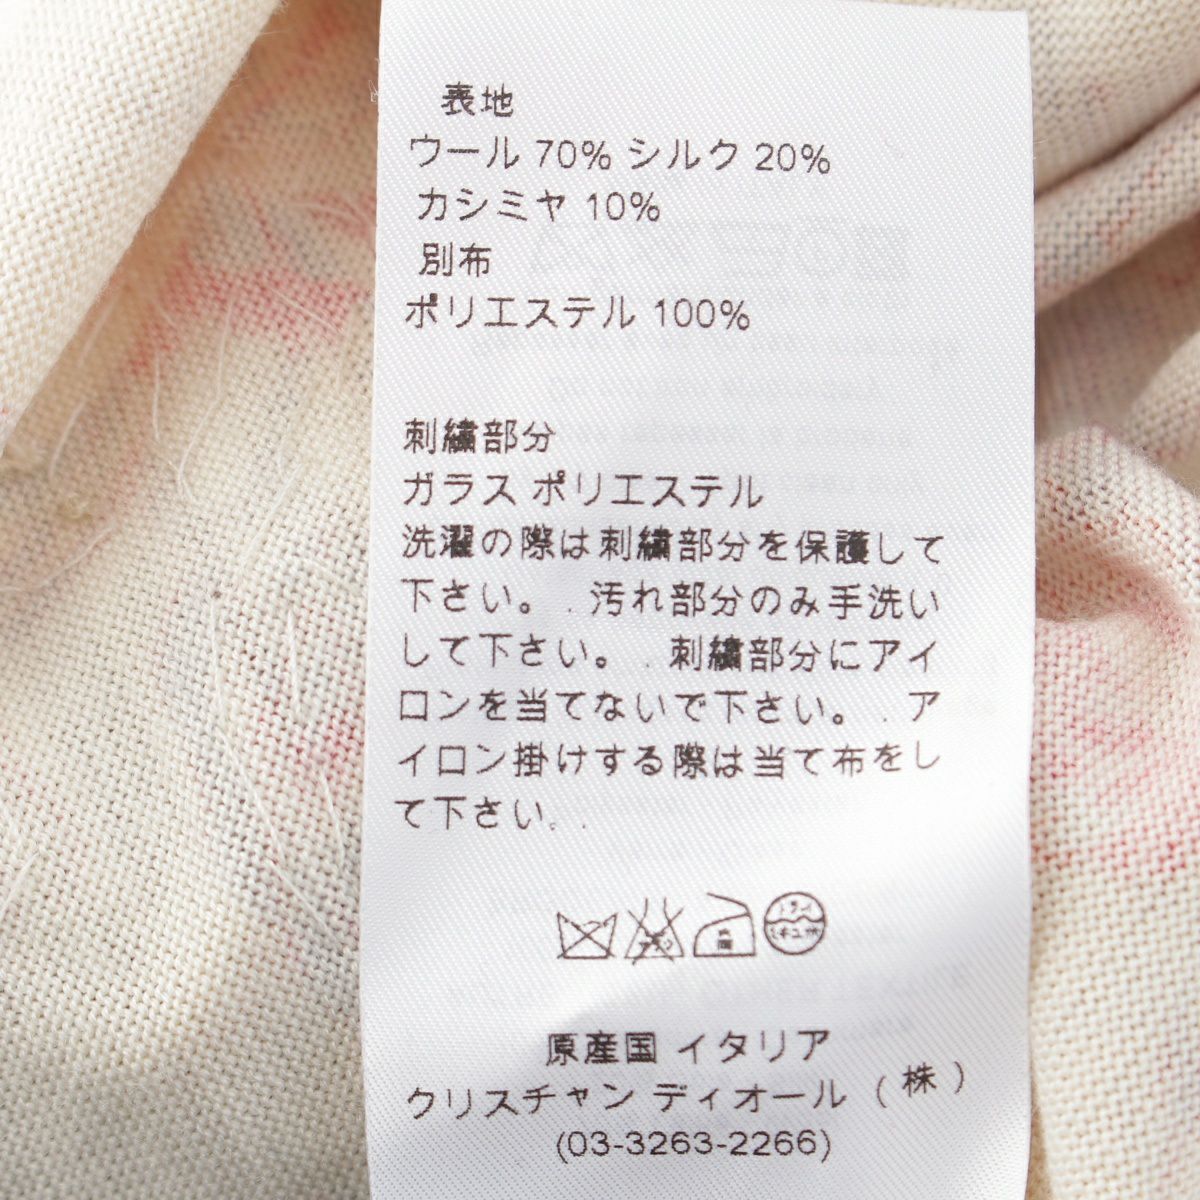 表地
ウール 70% シルク 20%
カシミヤ 10%
別布
ポリエステル 100%
刺繍部分
ガラス ポリエステル
洗濯の際は刺繍部分を保護して
下さい。. 汚れ部分のみ手洗い
して下さい。. 刺繍部分にアイ
ロンを当てないで下さい。. ア
イロン掛けする際は当て布をし
て下さい。.
原産国 イタリア
クリスチャン ディオール (株)
(03-3263-2266)